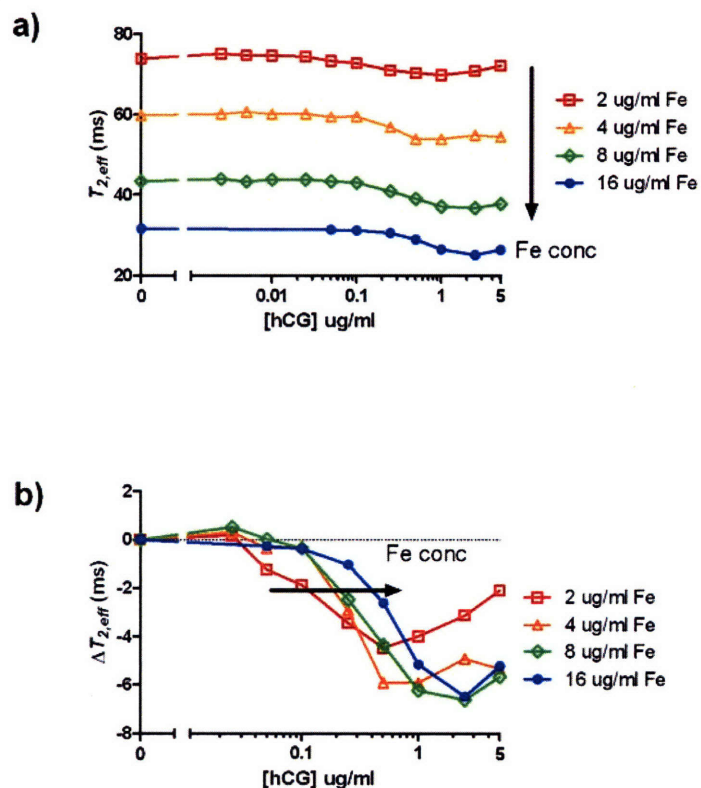 a)
80
60
40
20
T2,eff (ms)
0
0.01
0.1
1
5
[hCG] ug/ml
2 ug/ml Fe
4 ug/ml Fe
8 ug/ml Fe
16 ug/ml Fe
Fe conc
b)
2
0
-2
-4
-6
-8
ΔT2,eff (ms)
0
0.1
1
5
[hCG] ug/ml
Fe conc
2 ug/ml Fe
4 ug/ml Fe
8 ug/ml Fe
16 ug/ml Fe